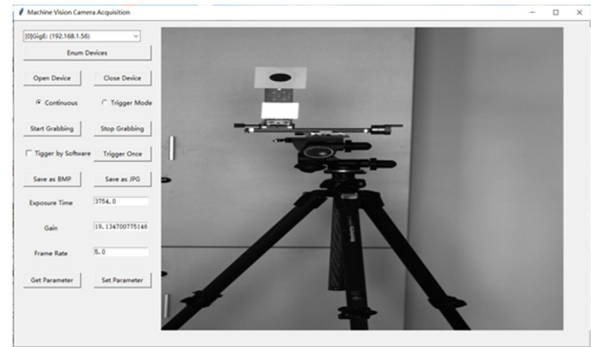 Machine Vision Camera Acquisition
[0]GigE: (192.168.1.56)
Enum Devices
Open Device Close Device
Continuous Trigger Mode
Start Grabbing Stop Grabbing
Tigger by Software Trigger Once
Save as BMP Save as JPG
Exposure Time 3754.0
Gain 19.134700775146
Frame Rate 5.0
Get Parameter Set Parameter